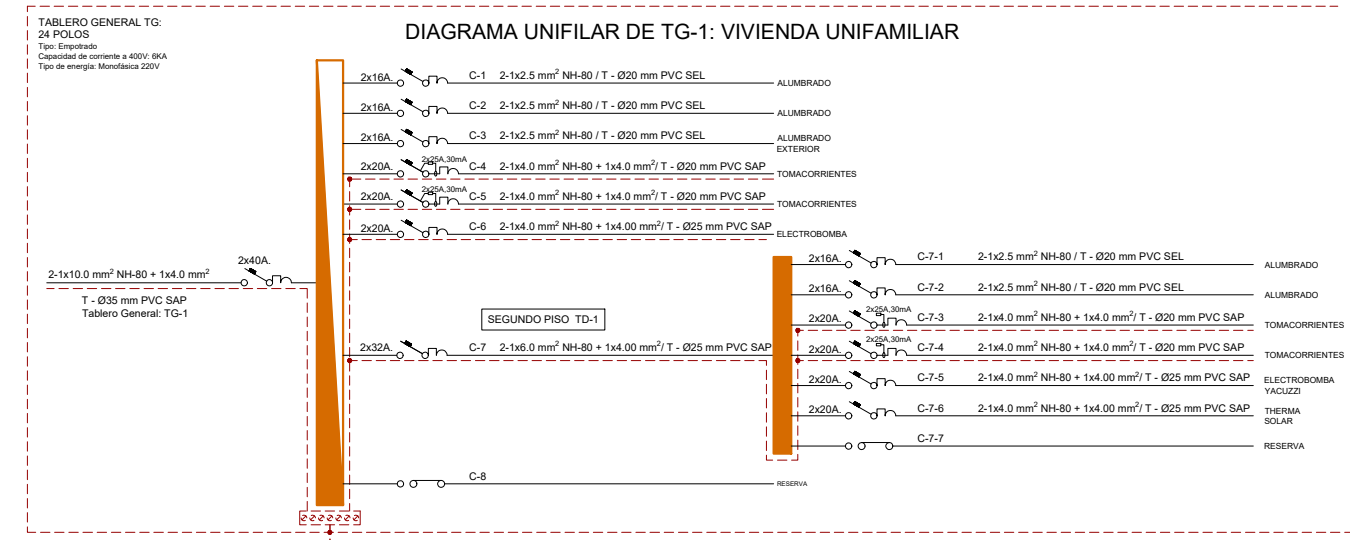 TABLERO GENERAL TG:
24 POLOS
Tipo: Empotrado
Capacidad de corriente a 400V: 6KA
Tipo de energía: Monofásica 220V
DIAGRAMA UNIFILAR DE TG-1: VIVIENDA UNIFAMILIAR
2x16A. C-1 2-1x2.5 mm² NH-80 / T - Ø20 mm PVC SEL ALUMBRADO
2x16A. C-2 2-1x2.5 mm² NH-80 / T - Ø20 mm PVC SEL ALUMBRADO
2x16A. C-3 2-1x2.5 mm² NH-80 / T - Ø20 mm PVC SEL ALUMBRADO
EXTERIOR
2x20A. 2x25A,30mA C-4 2-1x4.0 mm² NH-80 + 1x4.0 mm²/ T - Ø20 mm PVC SAP TOMACORRIENTES
2x20A. 2x25A,30mA C-5 2-1x4.0 mm² NH-80 + 1x4.0 mm²/ T - Ø20 mm PVC SAP TOMACORRIENTES
2x20A. C-6 2-1x4.0 mm² NH-80 + 1x4.00 mm²/ T - Ø25 mm PVC SAP ELECTROBOMBA
2x40A.
2-1x10.0 mm² NH-80 + 1x4.0 mm²
T - Ø35 mm PVC SAP
Tablero General: TG-1
SEGUNDO PISO TD-1
2x32A. C-7 2-1x6.0 mm² NH-80 + 1x4.00 mm²/ T - Ø25 mm PVC SAP
2x16A. C-7-1 2-1x2.5 mm² NH-80 / T - Ø20 mm PVC SEL ALUMBRADO
2x16A. C-7-2 2-1x2.5 mm² NH-80 / T - Ø20 mm PVC SEL ALUMBRADO
2x20A. 2x25A,30mA C-7-3 2-1x4.0 mm² NH-80 + 1x4.0 mm²/ T - Ø20 mm PVC SAP TOMACORRIENTES
2x20A. 2x25A,30mA C-7-4 2-1x4.0 mm² NH-80 + 1x4.0 mm²/ T - Ø20 mm PVC SAP TOMACORRIENTES
2x20A. C-7-5 2-1x4.0 mm² NH-80 + 1x4.00 mm²/ T - Ø25 mm PVC SAP ELECTROBOMBA
YACUZZI
2x20A. C-7-6 2-1x4.0 mm² NH-80 + 1x4.00 mm²/ T - Ø25 mm PVC SAP THERMA
SOLAR
C-7-7 RESERVA
C-8 RESERVA